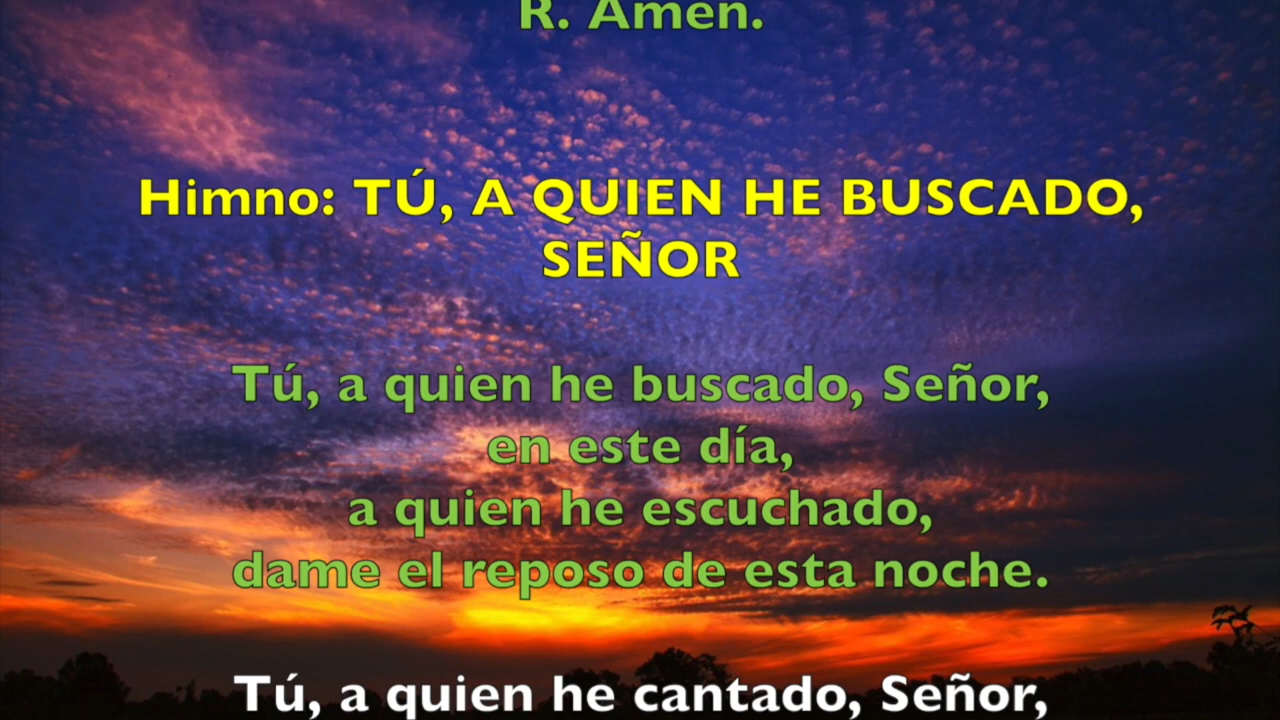 R. Amén.
Himno: TÚ, A QUIEN HE BUSCADO,
SEÑOR
Tú, a quien he buscado, Señor,
en este día,
a quien he escuchado,
dame el reposo de esta noche.
Tú, a quien he cantado, Señor,